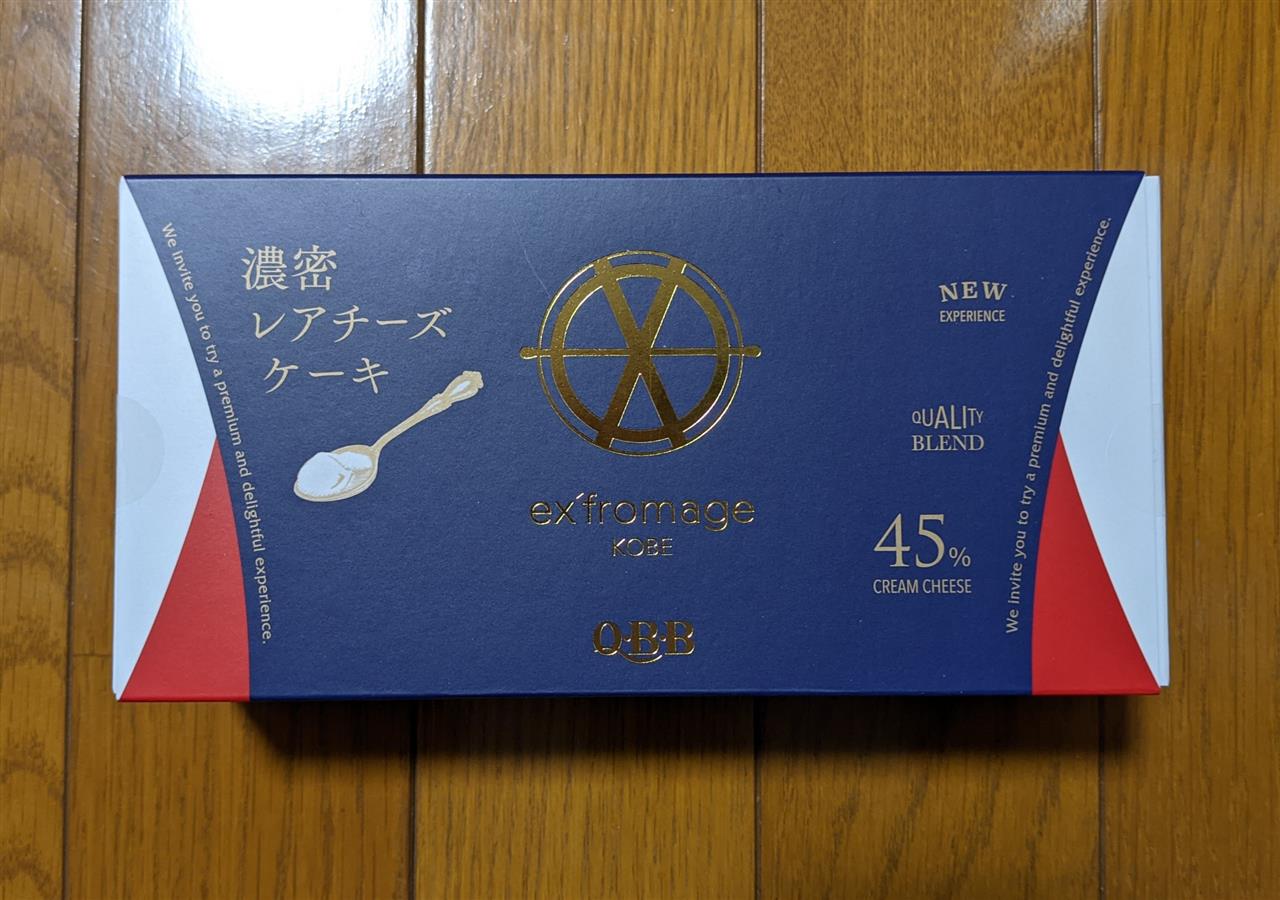 We invite you to try a premium and delightful experience.
濃密
レアチーズ
ケーキ
ex'fromage
KOBE
Q·B·B
NEW
EXPERIENCE
QUALITY
BLEND
45%
CREAM CHEESE
We invite you to try a premium and delightful experience.